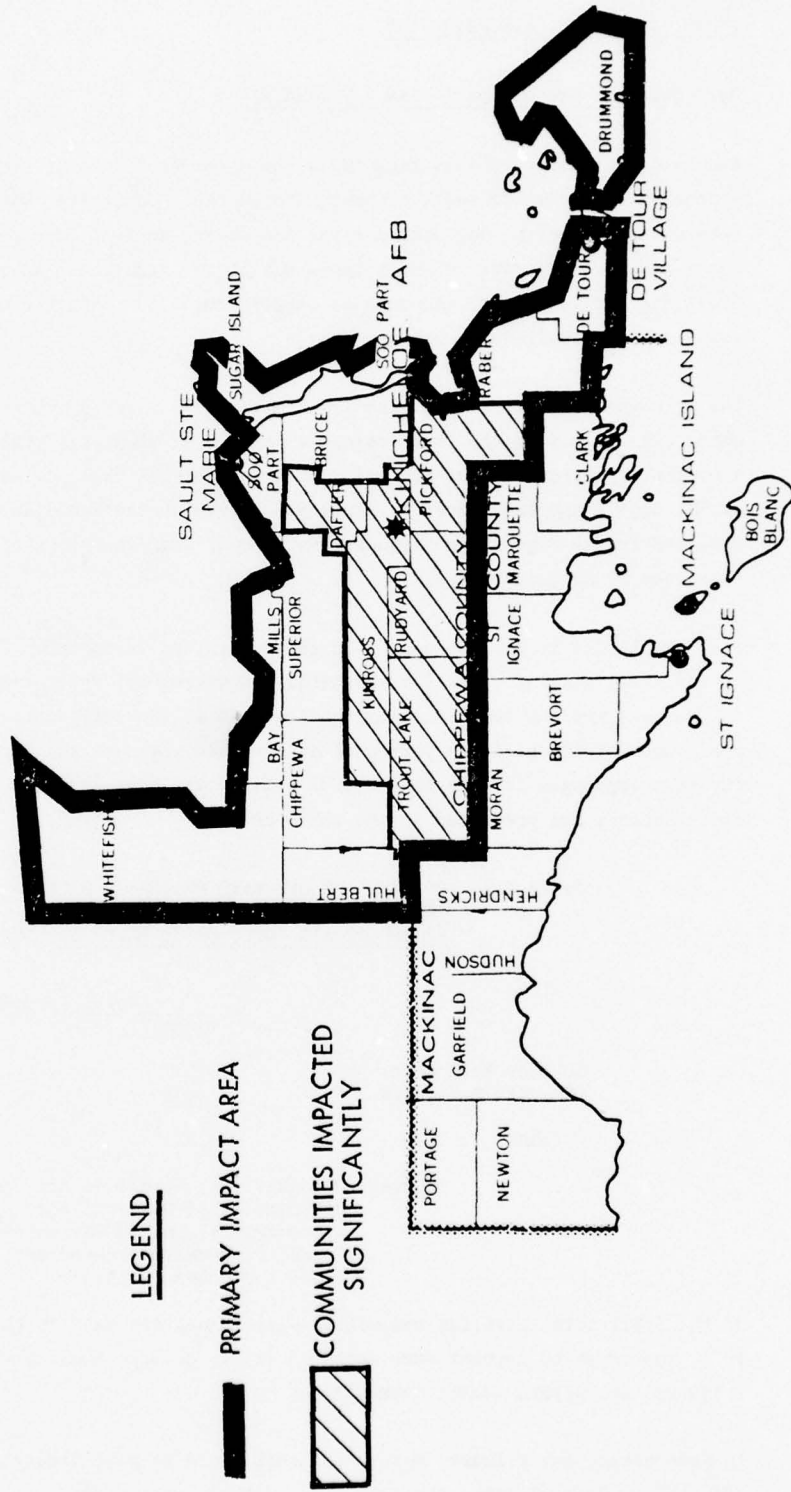 LEGEND
PRIMARY IMPACT AREA
COMMUNITIES IMPACTED
SIGNIFICANTLY
WHITEFISH
SAULT STE
MARIE
SUGAR ISLAND
SOO
PART
SOO PART
BAY MILLS
CHIPPEWA
SUPERIOR
BRUCE
DAFTER
HULBERT
KINROSS
KINCHELOE AFB
TROUT LAKE
RUDYARD
PICKFORD
RABER
DE TOUR
DE TOUR
VILLAGE
DRUMMOND
CHIPPEWA COUNTY
MACKINAC COUNTY
PORTAGE
NEWTON
GARFIELD
HUDSON
HENDRICKS
MORAN
BREVORT
ST
IGNACE
MARQUETTE
CLARK
ST IGNACE
MACKINAC ISLAND
BOIS
BLANC